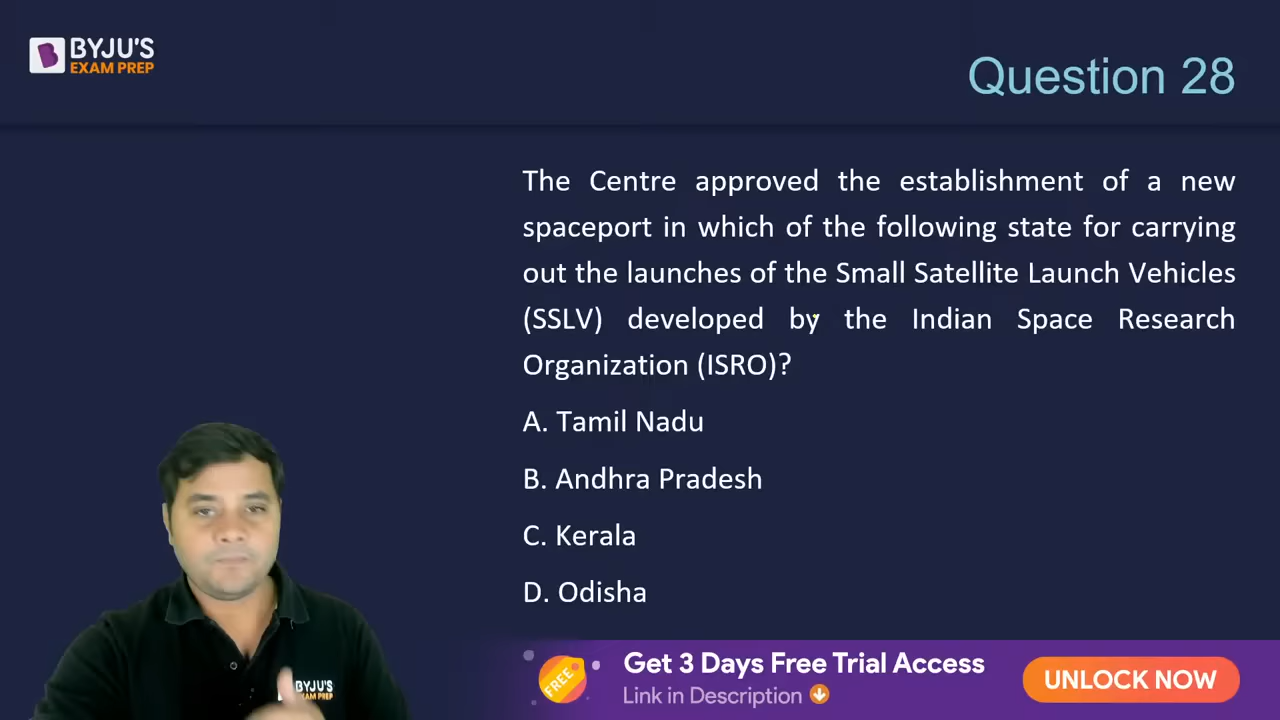 BYJU'S
EXAM PREP
Question 28
The Centre approved the establishment of a new
spaceport in which of the following state for carrying
out the launches of the Small Satellite Launch Vehicles
(SSLV) developed by the Indian Space Research
Organization (ISRO)?
A. Tamil Nadu
B. Andhra Pradesh
C. Kerala
D. Odisha
BYJU'S
EXAM PREP
FREE
Get 3 Days Free Trial Access
Link in Description
UNLOCK NOW